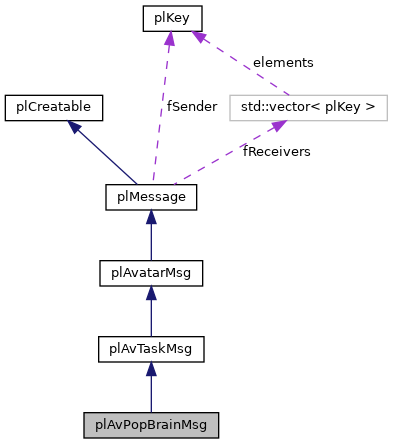 plKey
elements
plCreatable
fSender
std::vector< plKey >
fReceivers
plMessage
plAvatarMsg
plAvTaskMsg
plAvPopBrainMsg